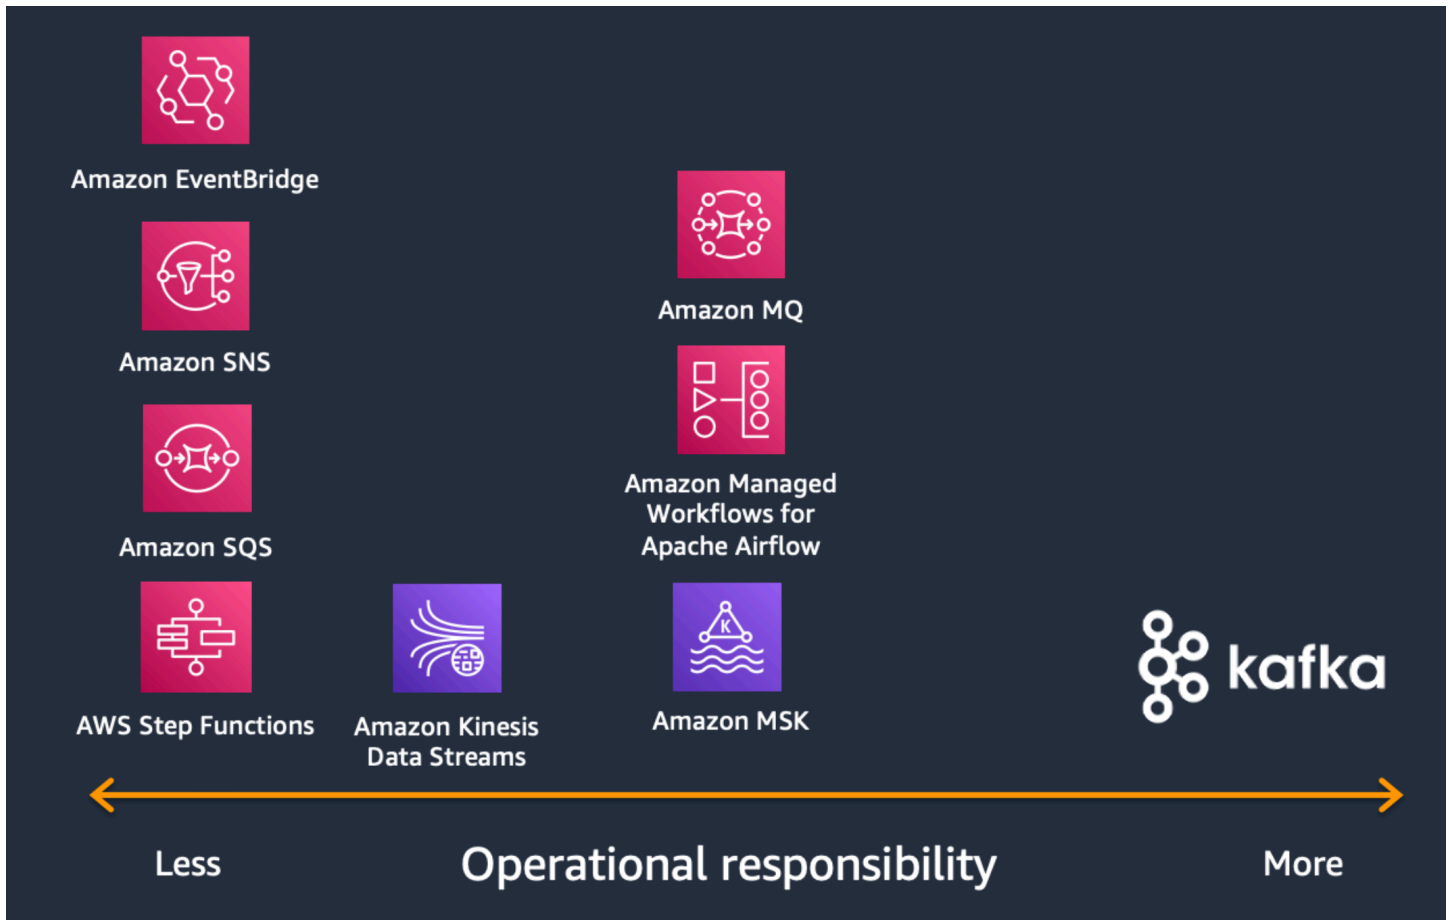 Amazon EventBridge
Amazon SNS
Amazon SQS
AWS Step Functions
Amazon Kinesis
Data Streams
Amazon MQ
Amazon Managed
Workflows for
Apache Airflow
K
Amazon MSK
kafka
Less
Operational responsibility
More